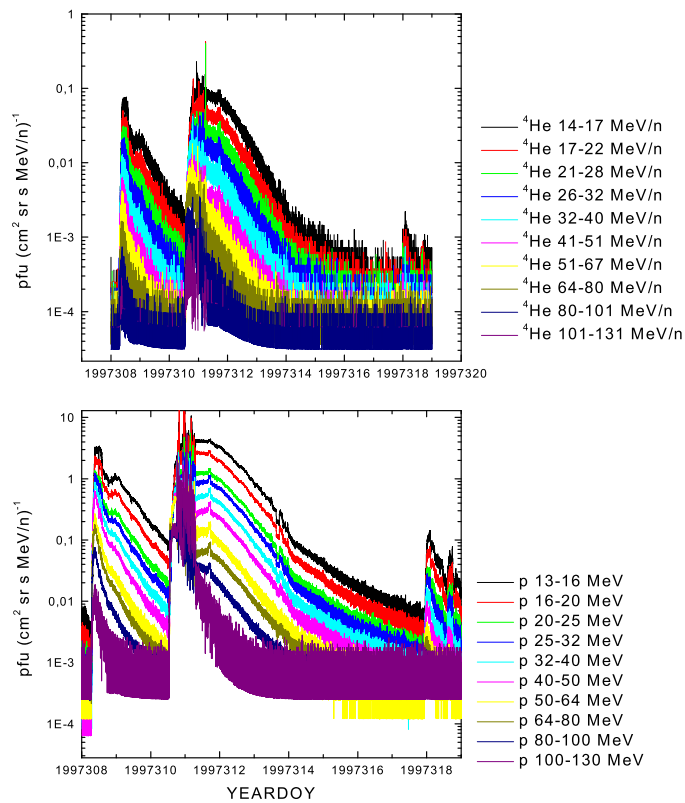 1
0,1
0,01
1E-3
1E-4
pfu (cm² sr s MeV/n)⁻¹
1997308 1997310 1997312 1997314 1997316 1997318 1997320
⁴He 14-17 MeV/n
⁴He 17-22 MeV/n
⁴He 21-28 MeV/n
⁴He 26-32 MeV/n
⁴He 32-40 MeV/n
⁴He 41-51 MeV/n
⁴He 51-67 MeV/n
⁴He 64-80 MeV/n
⁴He 80-101 MeV/n
⁴He 101-131 MeV/n
10
1
0,1
0,01
1E-3
1E-4
pfu (cm² sr s MeV/n)⁻¹
1997308 1997310 1997312 1997314 1997316 1997318
YEARDOY
p 13-16 MeV
p 16-20 MeV
p 20-25 MeV
p 25-32 MeV
p 32-40 MeV
p 40-50 MeV
p 50-64 MeV
p 64-80 MeV
p 80-100 MeV
p 100-130 MeV